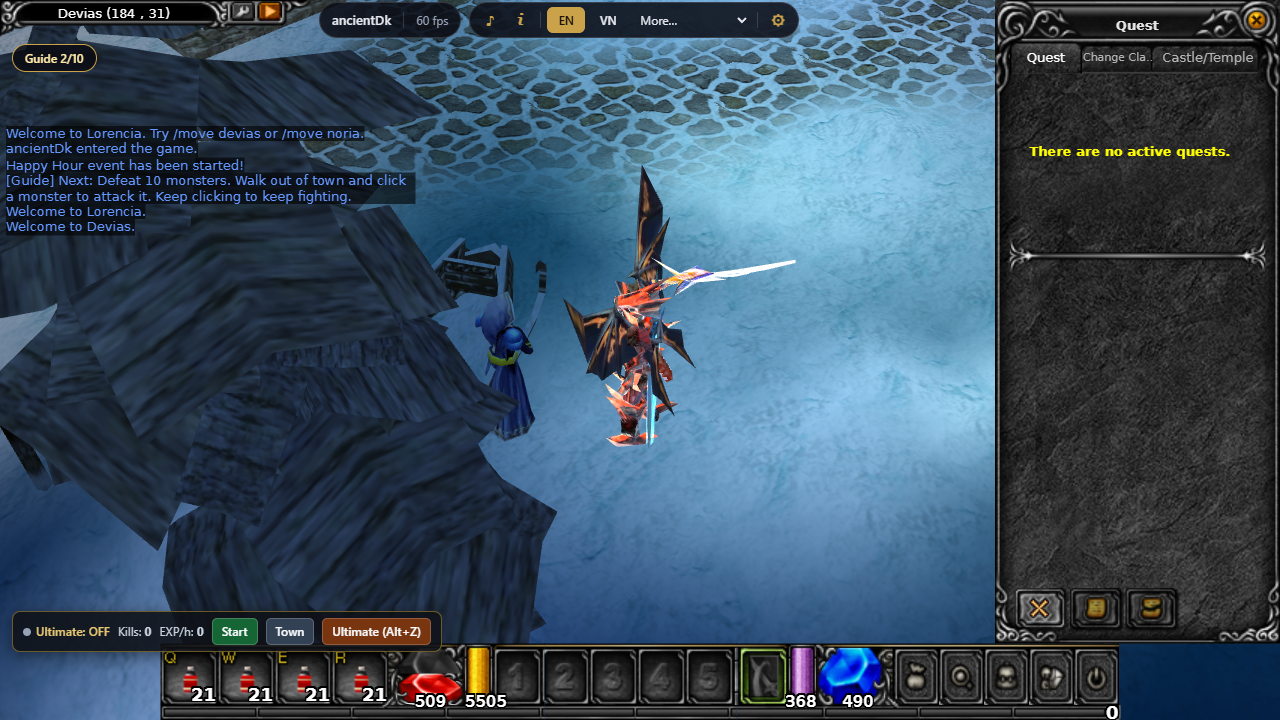 Devias (184 , 31)
ancientDk 60 fps
♪ i EN VN More...
Guide 2/10
Welcome to Lorencia. Try /move devias or /move noria.
ancientDk entered the game.
Happy Hour event has been started!
[Guide] Next: Defeat 10 monsters. Walk out of town and click
a monster to attack it. Keep clicking to keep fighting.
Welcome to Lorencia.
Welcome to Devias.
Quest
Quest Change Cla.. Castle/Temple
There are no active quests.
Ultimate: OFF Kills: 0 EXP/h: 0 Start Town Ultimate (Alt+Z)
Q W E R
1 2 3 4 5
21 21 21 21 509 5505 368 490
0